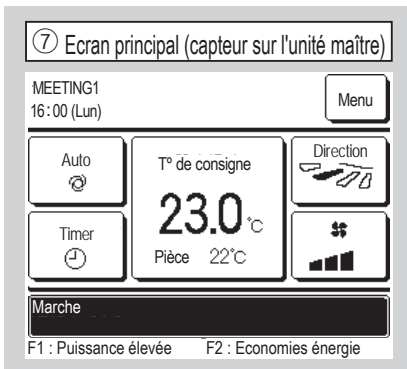 ⑦ Ecran principal (capteur sur l'unité maître)
MEETING1
16:00 (Lun)
Menu
Auto
T° de consigne
Direction
23.0°C
Timer
Pièce 22°C
Marche
F1 : Puissance élevée F2 : Economies énergie